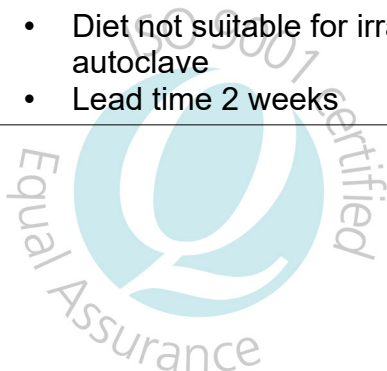 • Diet not suitable for irra
autoclave
• Lead time 2 weeks
ISO 9001 Certified
Equal Assurance